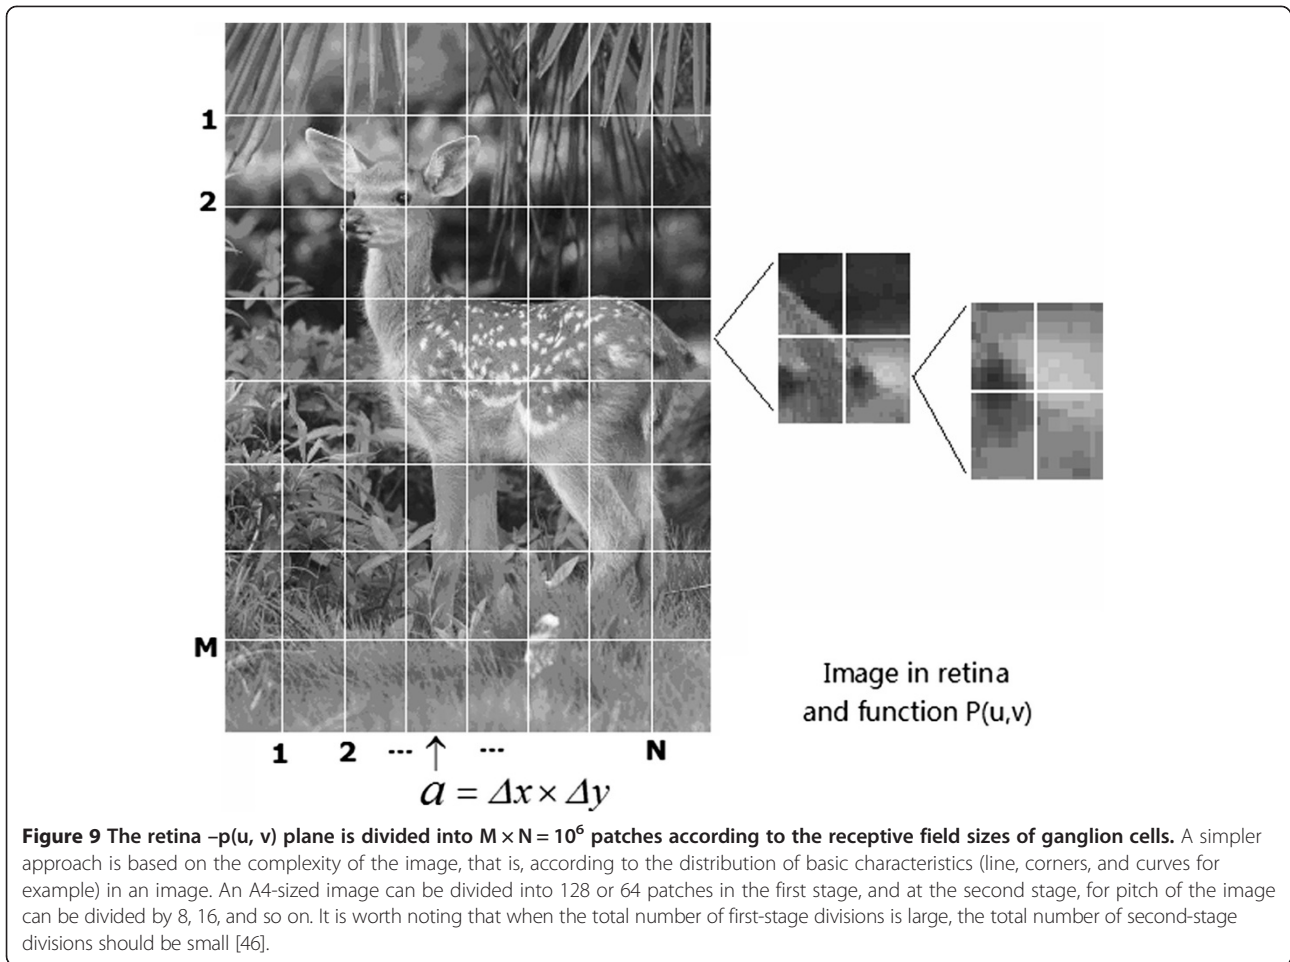 1
2
M
1 2 ... ... N
a = Δx × Δy
Image in retina
and function P(u,v)
Figure 9 The retina –p(u, v) plane is divided into M × N = 10⁶ patches according to the receptive field sizes of ganglion cells. A simpler
approach is based on the complexity of the image, that is, according to the distribution of basic characteristics (line, corners, and curves for
example) in an image. An A4-sized image can be divided into 128 or 64 patches in the first stage, and at the second stage, for pitch of the image
can be divided by 8, 16, and so on. It is worth noting that when the total number of first-stage divisions is large, the total number of second-stage
divisions should be small [46].